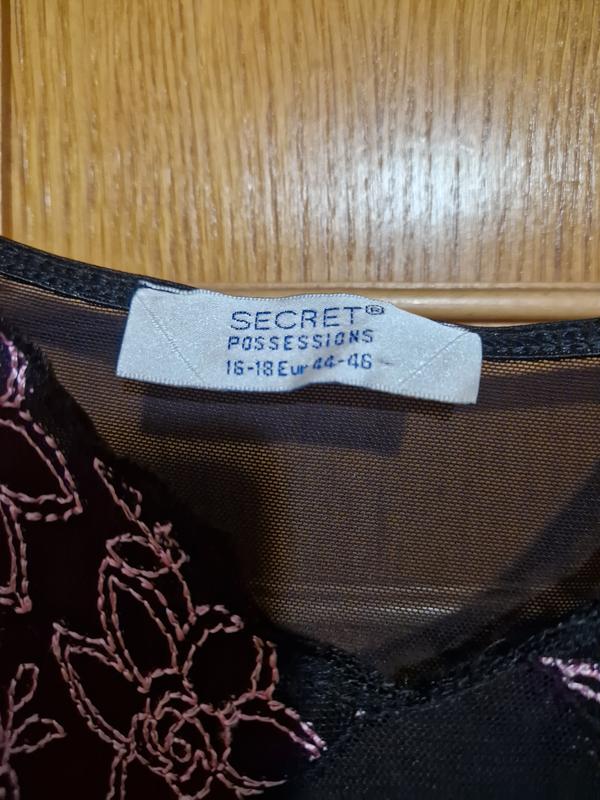 SECRET®
POSSESSIONS
16-18 Eur 44-46